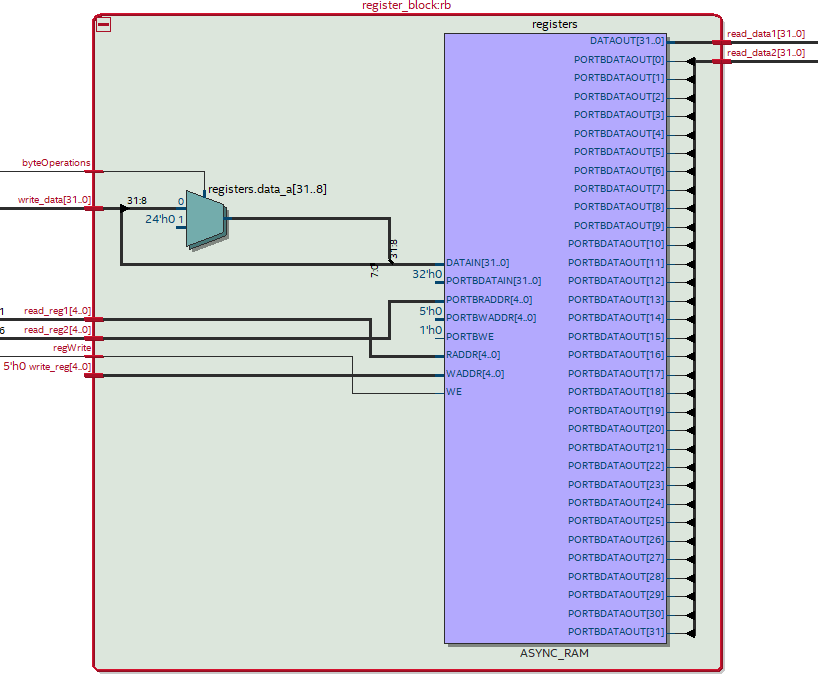 register_block:rb
registers
DATAOUT[31..0]
read_data1[31..0]
PORTBDATAOUT[0]
read_data2[31..0]
PORTBDATAOUT[1]
PORTBDATAOUT[2]
PORTBDATAOUT[3]
PORTBDATAOUT[4]
PORTBDATAOUT[5]
byteOperations
PORTBDATAOUT[6]
registers.data_a[31..8]
PORTBDATAOUT[7]
write_data[31..0]
31:8
0
PORTBDATAOUT[8]
24'h0 1
PORTBDATAOUT[9]
PORTBDATAOUT[10]
31:8
7:0
DATAIN[31..0]
PORTBDATAOUT[11]
32'h0
PORTBDATAIN[31..0]
PORTBDATAOUT[12]
PORTBRADDR[4..0]
PORTBDATAOUT[13]
1 read_reg1[4..0]
5'h0
PORTBWADDR[4..0]
PORTBDATAOUT[14]
6 read_reg2[4..0]
1'h0
PORTBWE
PORTBDATAOUT[15]
regWrite
RADDR[4..0]
PORTBDATAOUT[16]
5'h0 write_reg[4..0]
WADDR[4..0]
PORTBDATAOUT[17]
WE
PORTBDATAOUT[18]
PORTBDATAOUT[19]
PORTBDATAOUT[20]
PORTBDATAOUT[21]
PORTBDATAOUT[22]
PORTBDATAOUT[23]
PORTBDATAOUT[24]
PORTBDATAOUT[25]
PORTBDATAOUT[26]
PORTBDATAOUT[27]
PORTBDATAOUT[28]
PORTBDATAOUT[29]
PORTBDATAOUT[30]
PORTBDATAOUT[31]
ASYNC_RAM